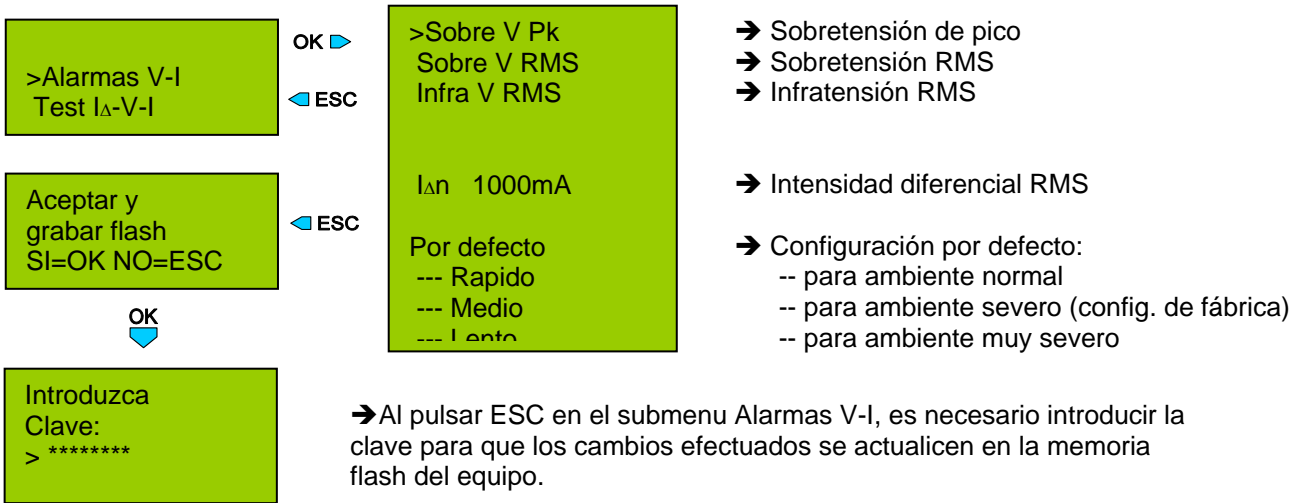 >Alarmas V-I
Test I∆-V-I
OK
ESC
>Sobre V Pk
Sobre V RMS
Infra V RMS
I∆n 1000mA
Por defecto
--- Rapido
--- Medio
--- Lento
➔ Sobretensión de pico
➔ Sobretensión RMS
➔ Infratensión RMS
➔ Intensidad diferencial RMS
➔ Configuración por defecto:
-- para ambiente normal
-- para ambiente severo (config. de fábrica)
-- para ambiente muy severo
Aceptar y
grabar flash
SI=OK NO=ESC
ESC
OK
Introduzca
Clave:
> ********
➔Al pulsar ESC en el submenu Alarmas V-I, es necesario introducir la
clave para que los cambios efectuados se actualicen en la memoria
flash del equipo.